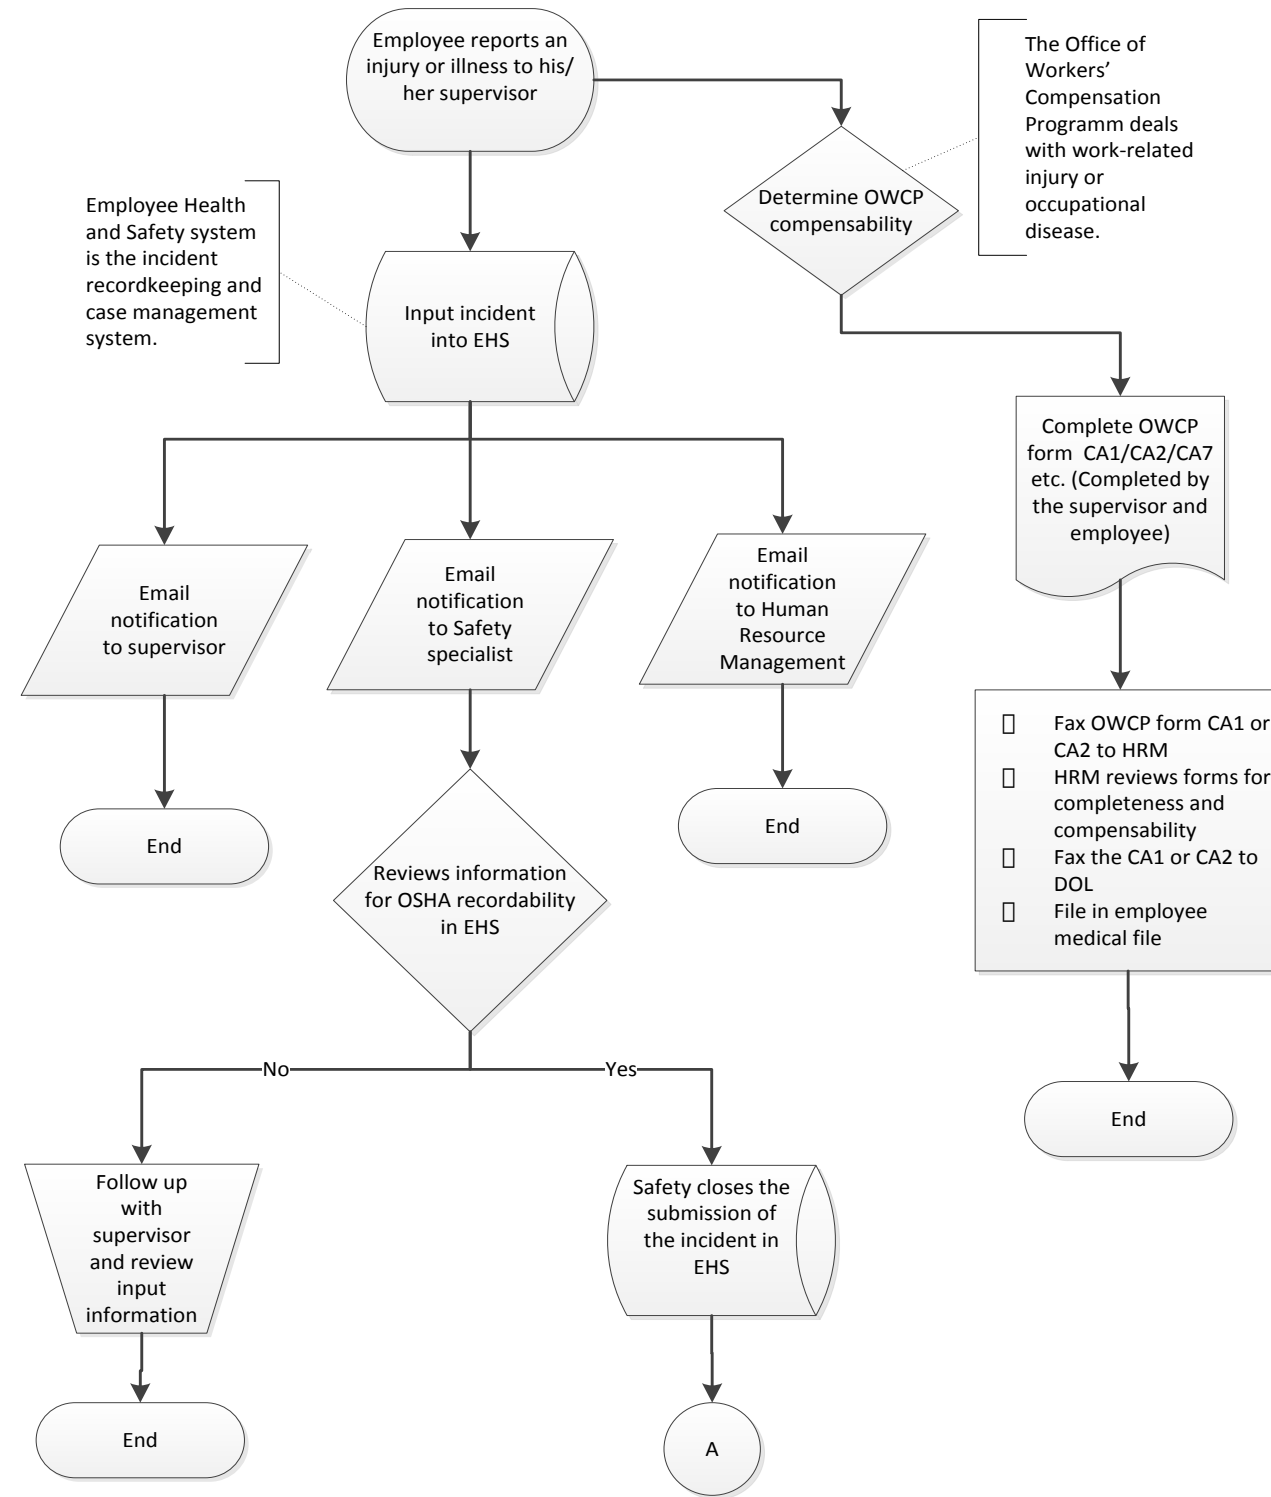 Employee reports an
injury or illness to his/
her supervisor
The Office of
Workers’
Compensation
Programm deals
with work-related
injury or
occupational
disease.
Employee Health
and Safety system
is the incident
recordkeeping and
case management
system.
Determine OWCP
compensability
Input incident
into EHS
Complete OWCP
form  CA1/CA2/CA7
etc. (Completed by
the supervisor and
employee)
Email
notification
to supervisor
Email
notification
to Safety
specialist
Email
notification
to Human
Resource
Management
Fax OWCP form CA1 or
CA2 to HRM
HRM reviews forms for
completeness and
compensability
Fax the CA1 or CA2 to
DOL
File in employee
medical file
End
End
Reviews information
for OSHA recordability
in EHS
No
Yes
End
Follow up
with
supervisor
and review
input
information
Safety closes the
submission of
the incident in
EHS
End
A